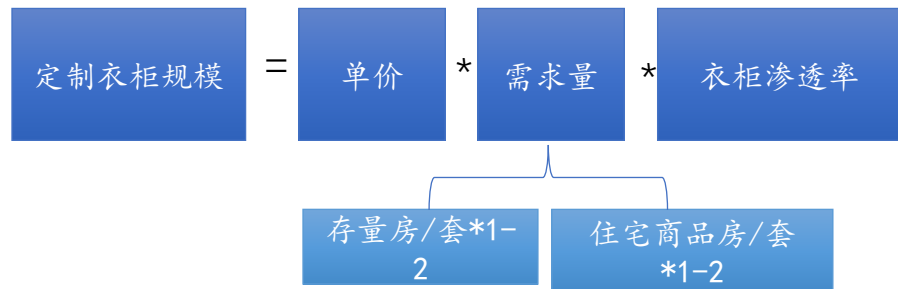 定制衣柜规模 = 单价 * 需求量 * 衣柜渗透率
存量房/套*1-
2
住宅商品房/套
*1-2